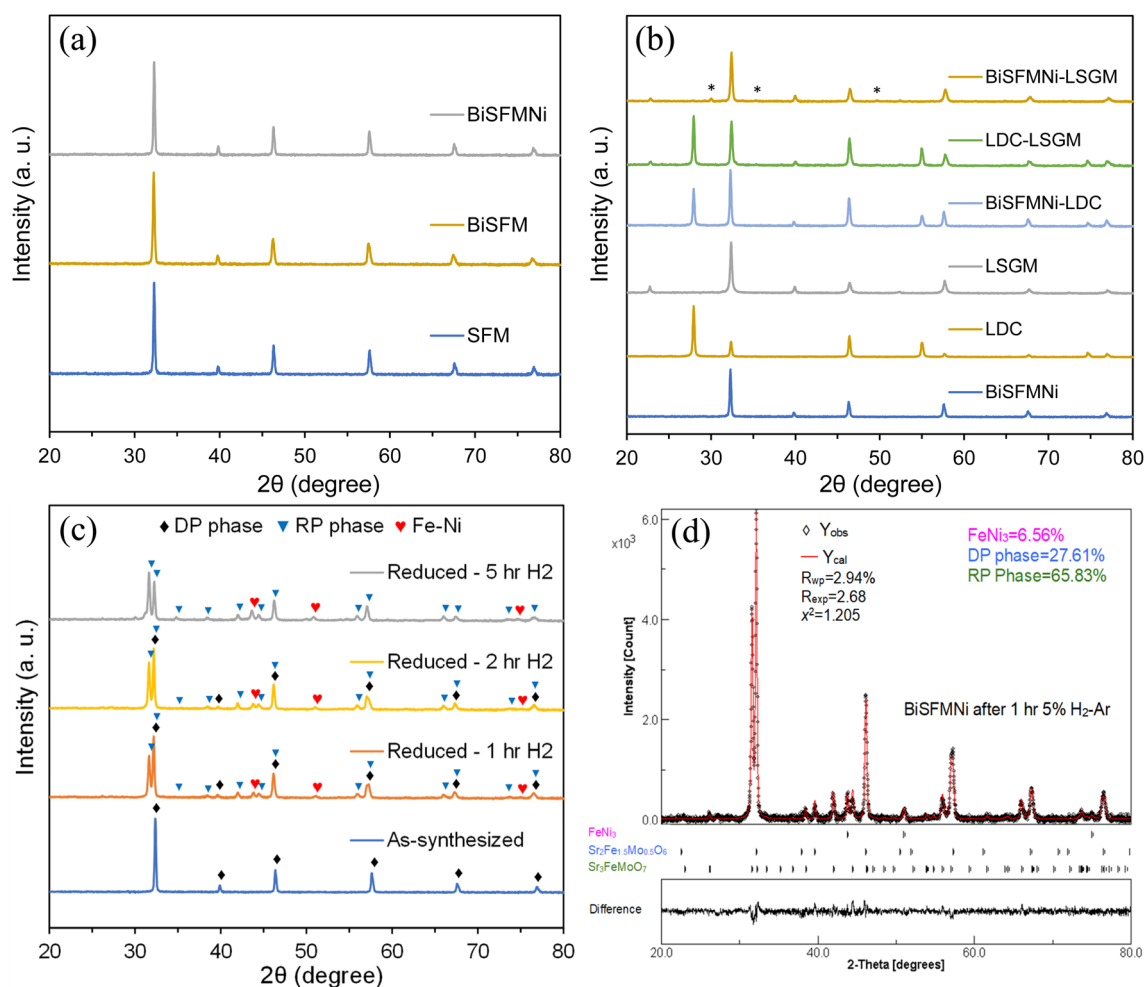 (a)
BiSFMNi
BiSFM
SFM
Intensity (a. u.)
20 30 40 50 60 70 80
2θ (degree)
(b)
* * *
BiSFMNi-LSGM
LDC-LSGM
BiSFMNi-LDC
LSGM
LDC
BiSFMNi
Intensity (a. u.)
20 30 40 50 60 70 80
2θ (degree)
(c)
♦ DP phase ▼ RP phase ♥ Fe-Ni
Reduced - 5 hr H2
Reduced - 2 hr H2
Reduced - 1 hr H2
As-synthesized
Intensity (a. u.)
20 30 40 50 60 70 80
2θ (degree)
(d)
6.0
x10³
4.0
2.0
0.0
Intensity [Count]
◊ Yobs
Ycal
Rwp=2.94%
Rexp=2.68
x²=1.205
FeNi₃=6.56%
DP phase=27.61%
RP Phase=65.83%
BiSFMNi after 1 hr 5% H₂-Ar
FeNi₃
Sr₂Fe₁.₅Mo₀.₅O₆
Sr₃FeMoO₇
Difference
20.0 40.0 60.0 80.0
2-Theta [degrees]